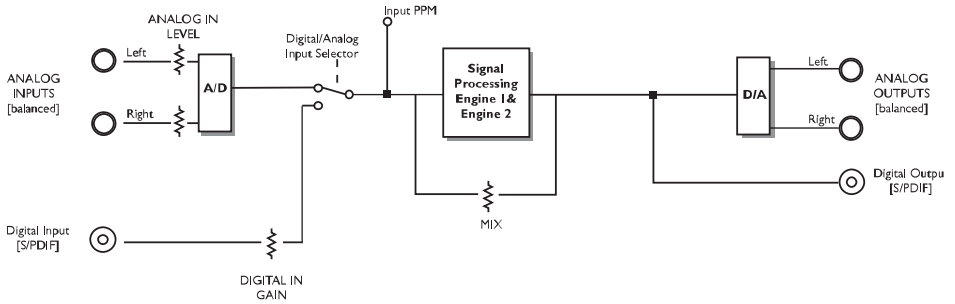 ANALOG IN
LEVEL
Input PPM
Digital/Analog
Input Selector
Left
ANALOG
INPUTS
[balanced]
A/D
Right
Signal
Processing
Engine 1&
Engine 2
D/A
Left
ANALOG
OUTPUTS
[balanced]
Right
Digital Outpu
[S/PDIF]
MIX
Digital Input
[S/PDIF]
DIGITAL IN
GAIN